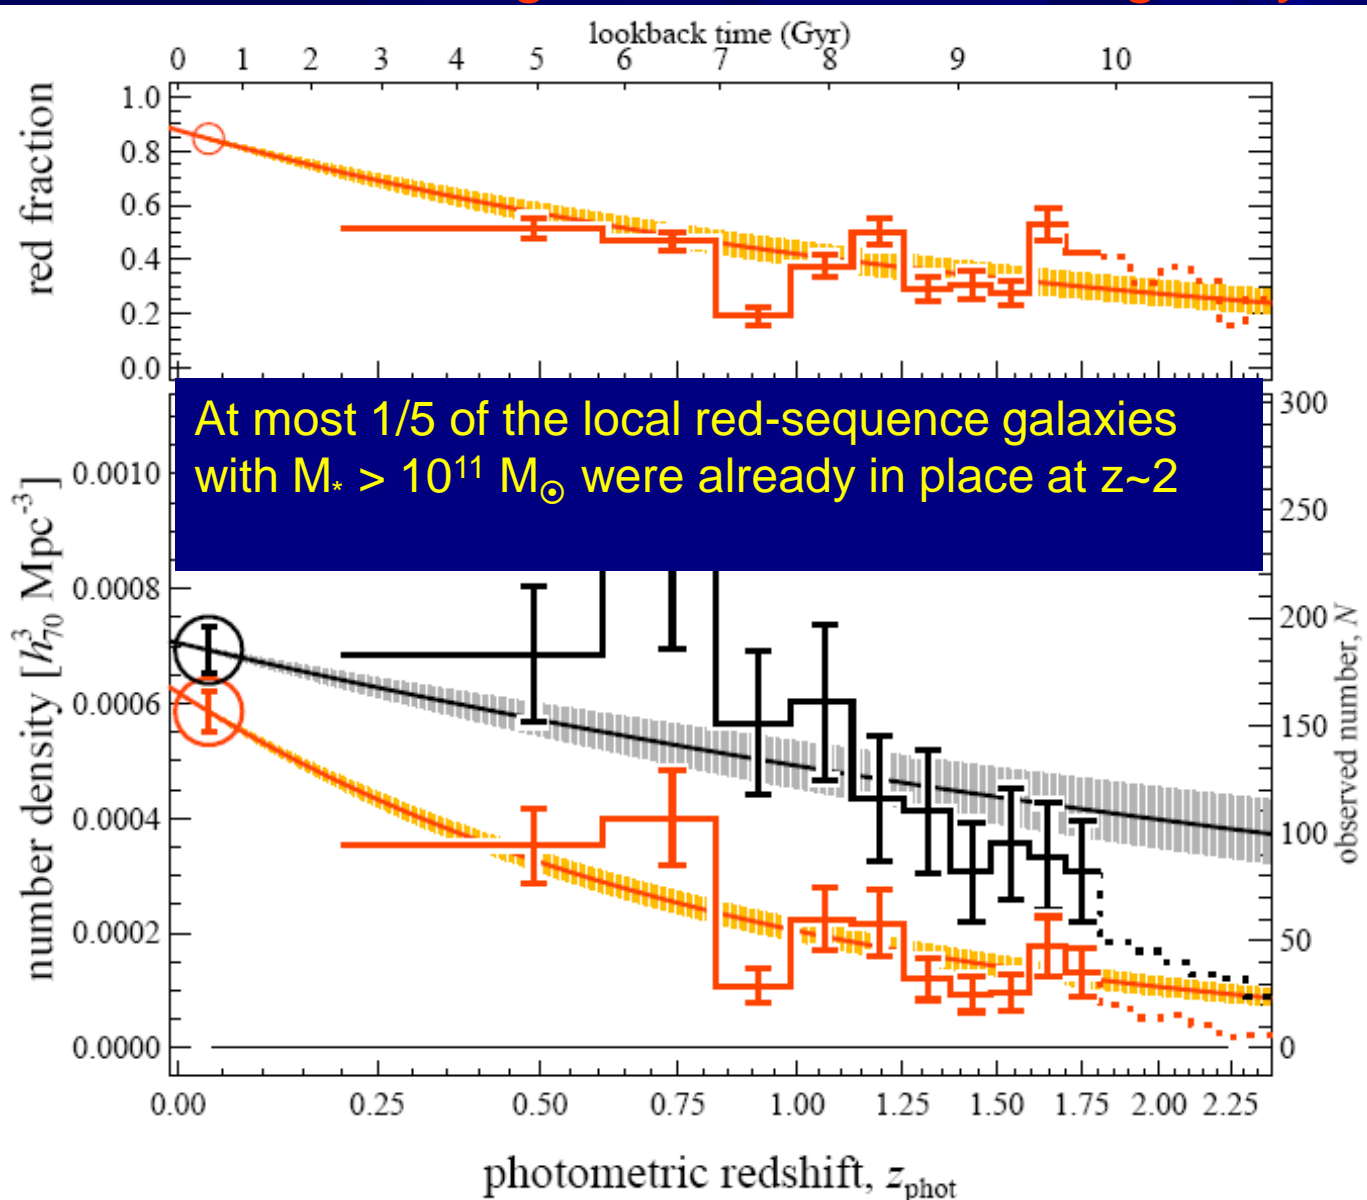 lookback time (Gyr)
0 1 2 3 4 5 6 7 8 9 10
red fraction
1.0
0.8
0.6
0.4
0.2
0.0
At most 1/5 of the local red-sequence galaxies
with M* > 10¹¹ M☉ were already in place at z~2
number density [h³₇₀ Mpc⁻³]
0.0010
0.0008
0.0006
0.0004
0.0002
0.0000
300
250
200
150
100
50
0
observed number, N
0.00 0.25 0.50 0.75 1.00 1.25 1.50 1.75 2.00 2.25
photometric redshift, z_phot